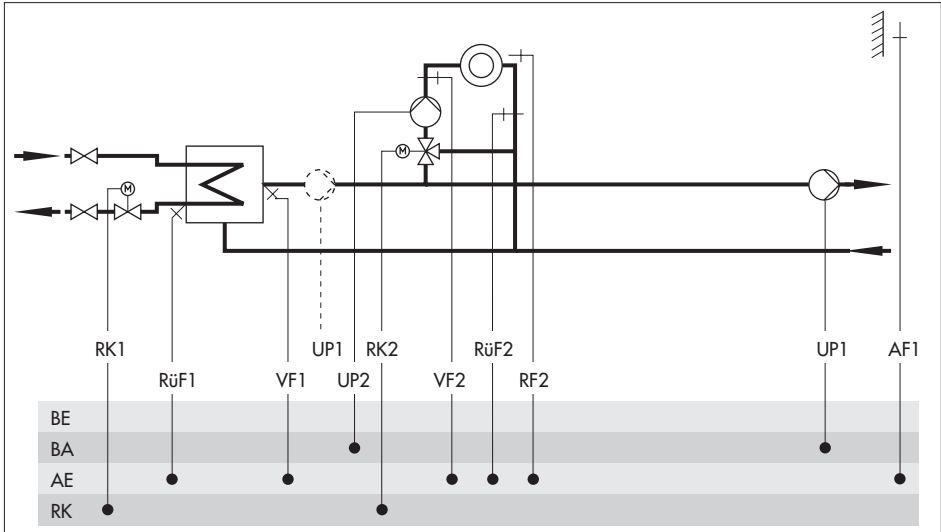 M
M
RK1 UP1 RK2 RüF2 UP1 AF1
RüF1 VF1 UP2 VF2 RF2
BE
BA
AE
RK